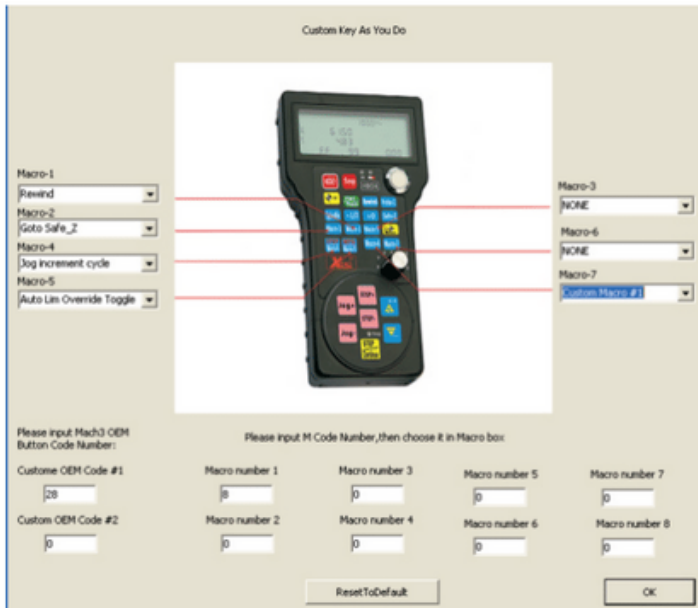 Custom Key As You Do
Macro-1
Rewind
Macro-2
Goto Safe_Z
Macro-4
Jog increment cycle
Macro-5
Auto Lim Override Toggle
Macro-3
NONE
Macro-6
NONE
Macro-7
Custom Macro #1
Jog+
Jog-
Please input Mach3 OEM
Button Code Number:
Please input M Code Number,then choose it in Macro box
Custome OEM Code #1
Macro number 1
Macro number 3
Macro number 5
Macro number 7
28
8
0
0
0
Custom OEM Code #2
Macro number 2
Macro number 4
Macro number 6
Macro number 8
0
0
0
0
0
ResetToDefault
OK